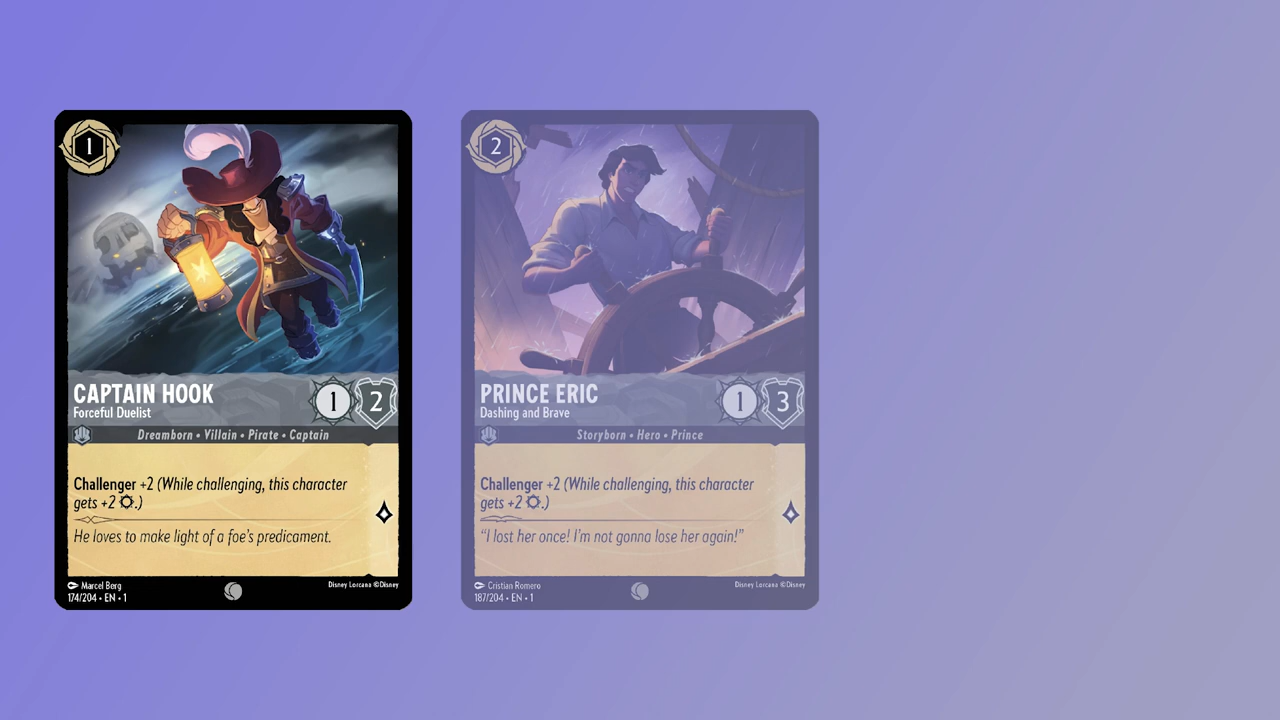 1
CAPTAIN HOOK
Forceful Duelist
1
2
Dreamborn • Villain • Pirate • Captain
Challenger +2 (While challenging, this character
gets +2 .)
He loves to make light of a foe's predicament.
Marcel Berg
Disney Lorcana ©Disney
174/204 • EN • 1
2
PRINCE ERIC
Dashing and Brave
1
3
Storyborn • Hero • Prince
Challenger +2 (While challenging, this character
gets +2 .)
“I lost her once! I'm not gonna lose her again!”
Cristian Romero
Disney Lorcana ©Disney
187/204 • EN • 1